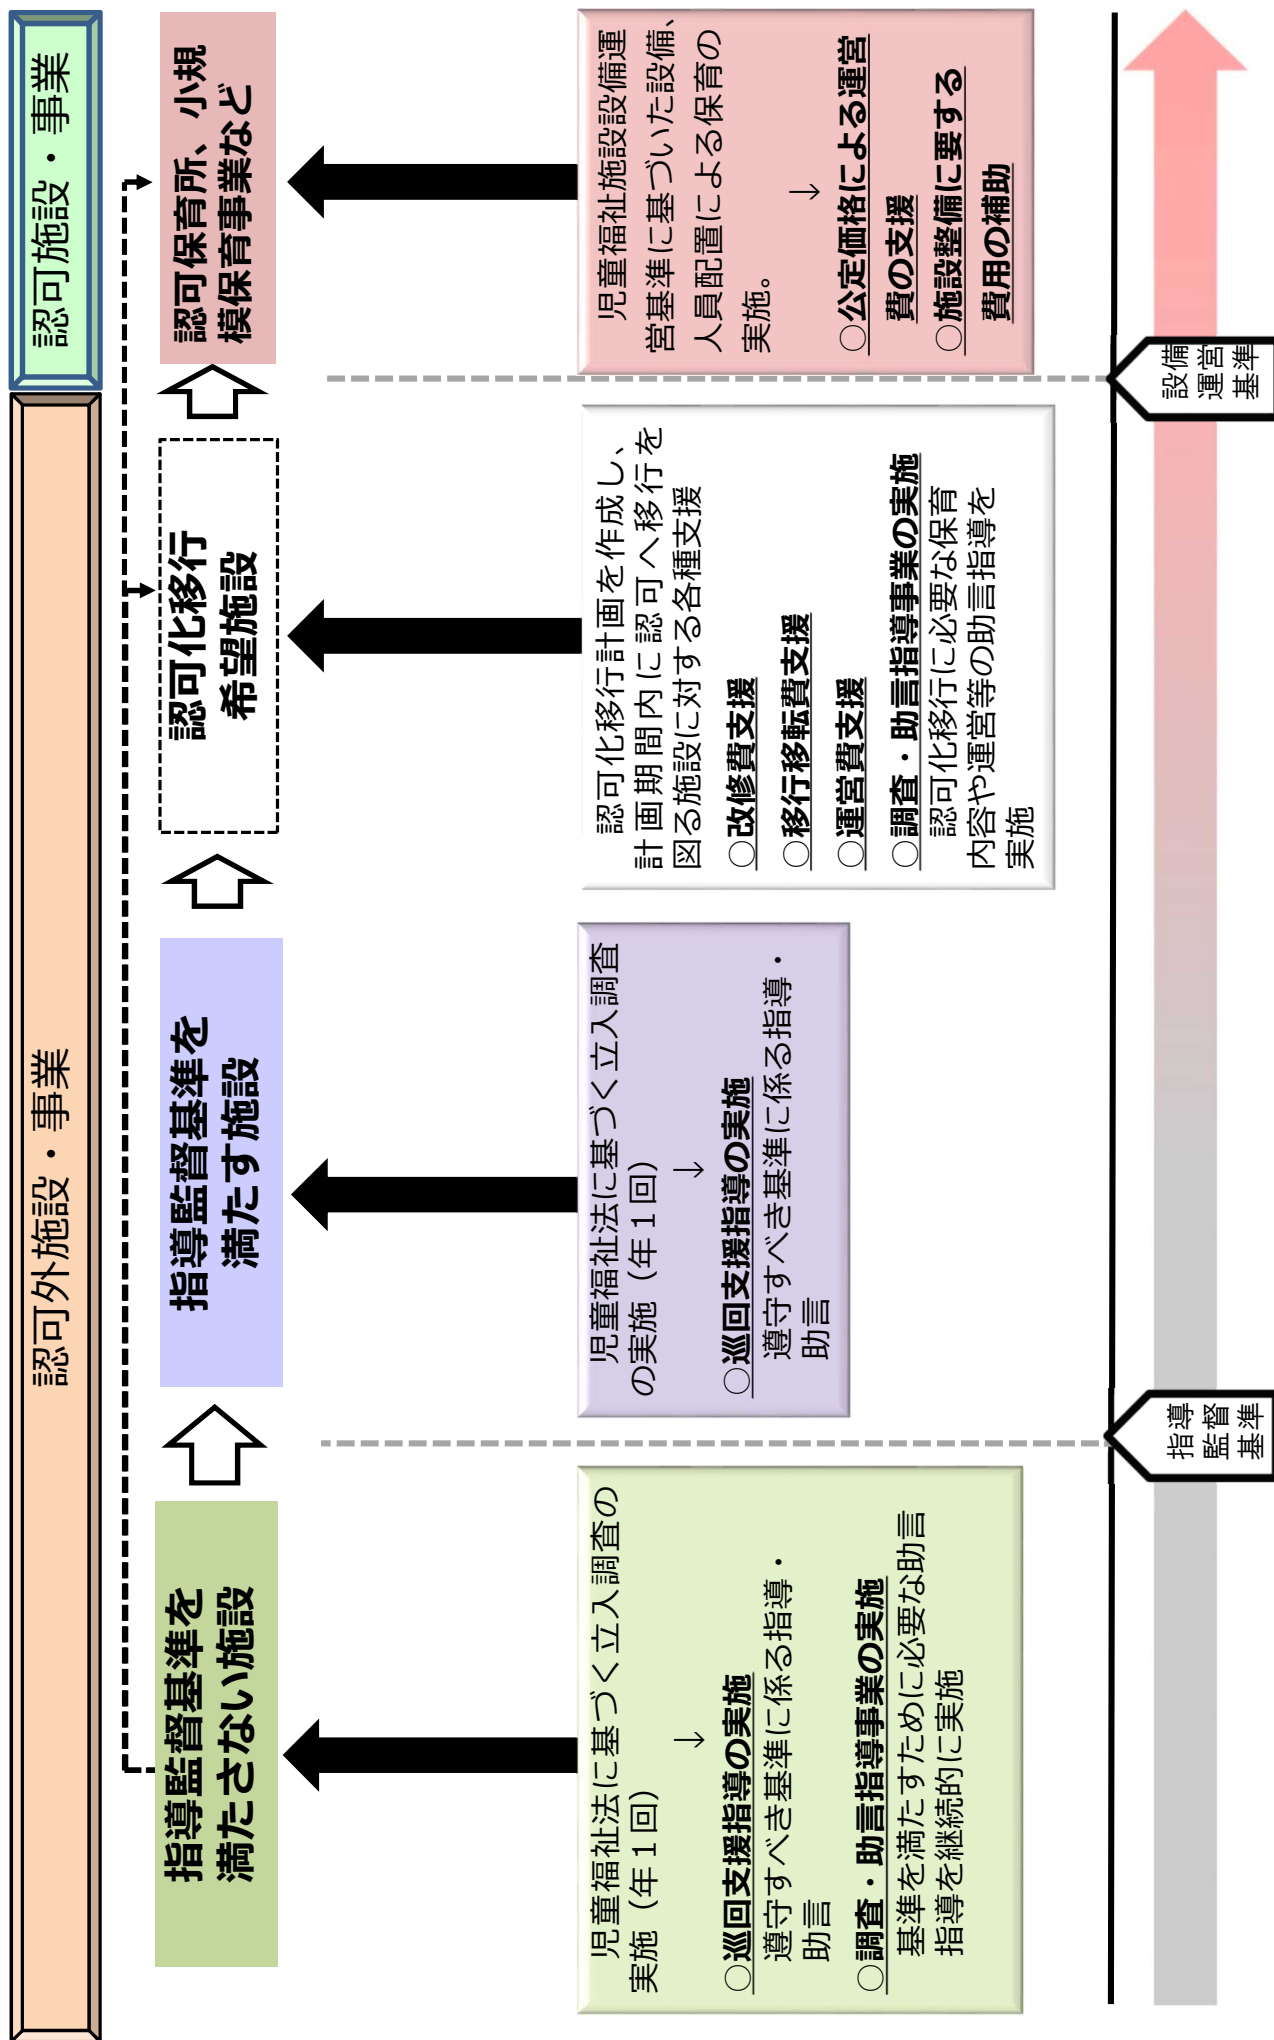 認可外施設・事業
認可施設・事業
指導監督基準を
満たさない施設
指導監督基準を
満たす施設
認可化移行
希望施設
認可保育所、小規
模保育事業など
児童福祉法に基づく立入調査の
実施（年１回）
↓
○巡回支援指導の実施
遵守すべき基準に係る指導・
助言
○調査・助言指導事業の実施
基準を満たすために必要な助言
指導を継続的に実施
児童福祉法に基づく立入調査
の実施（年１回）
↓
○巡回支援指導の実施
遵守すべき基準に係る指導・
助言
認可化移行計画を作成し、
計画期間内に認可へ移行を
図る施設に対する各種支援
○改修費支援
○移行移転費支援
○運営費支援
○調査・助言指導事業の実施
認可化移行に必要な保育
内容や運営等の助言指導を
実施
児童福祉施設設備運
営基準に基づいた設備、
人員配置による保育の
実施。
↓
○公定価格による運営
費の支援
○施設整備に要する
費用の補助
指導
監督
基準
設備
運営
基準